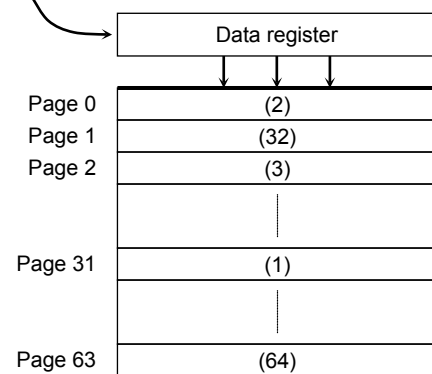 Data register
Page 0 (2)
Page 1 (32)
Page 2 (3)
Page 31 (1)
Page 63 (64)